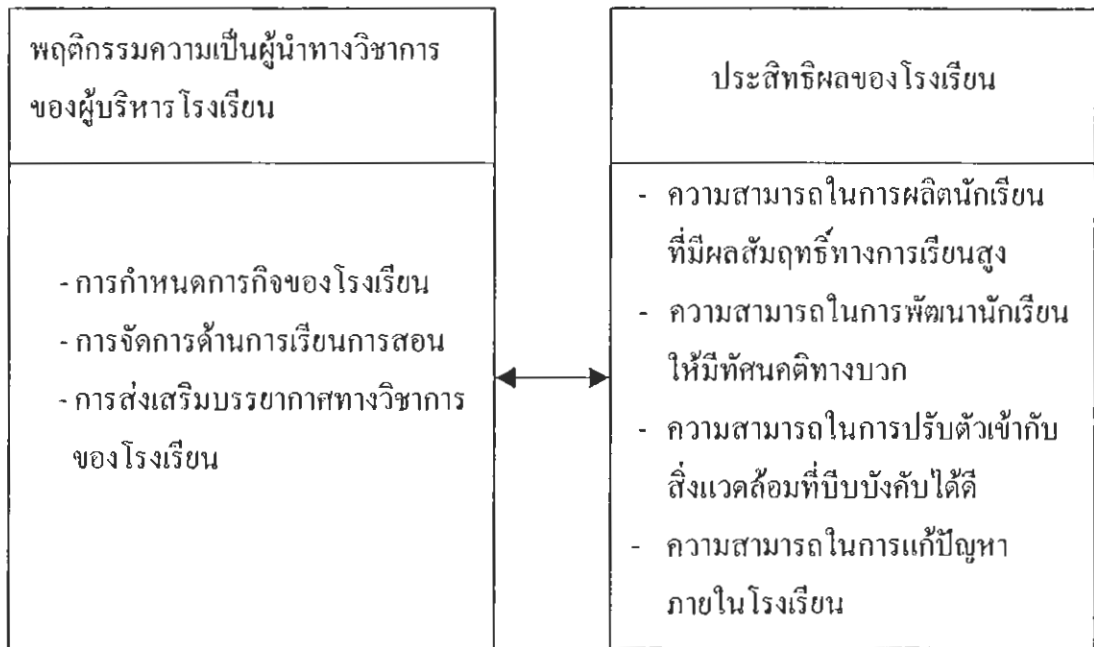 พฤติกรรมความเป็นผู้นำทางวิชาการ
ของผู้บริหารโรงเรียน
- การกำหนดภารกิจของโรงเรียน
- การจัดการด้านการเรียนการสอน
- การส่งเสริมบรรยากาศทางวิชาการ
ของโรงเรียน
ประสิทธิผลของโรงเรียน
- ความสามารถในการผลิตนักเรียน
ที่มีผลสัมฤทธิ์ทางการเรียนสูง
- ความสามารถในการพัฒนานักเรียน
ให้มีทัศนคติทางบวก
- ความสามารถในการปรับตัวเข้ากับ
สิ่งแวดล้อมที่บีบบังคับได้ดี
- ความสามารถในการแก้ปัญหา
ภายในโรงเรียน